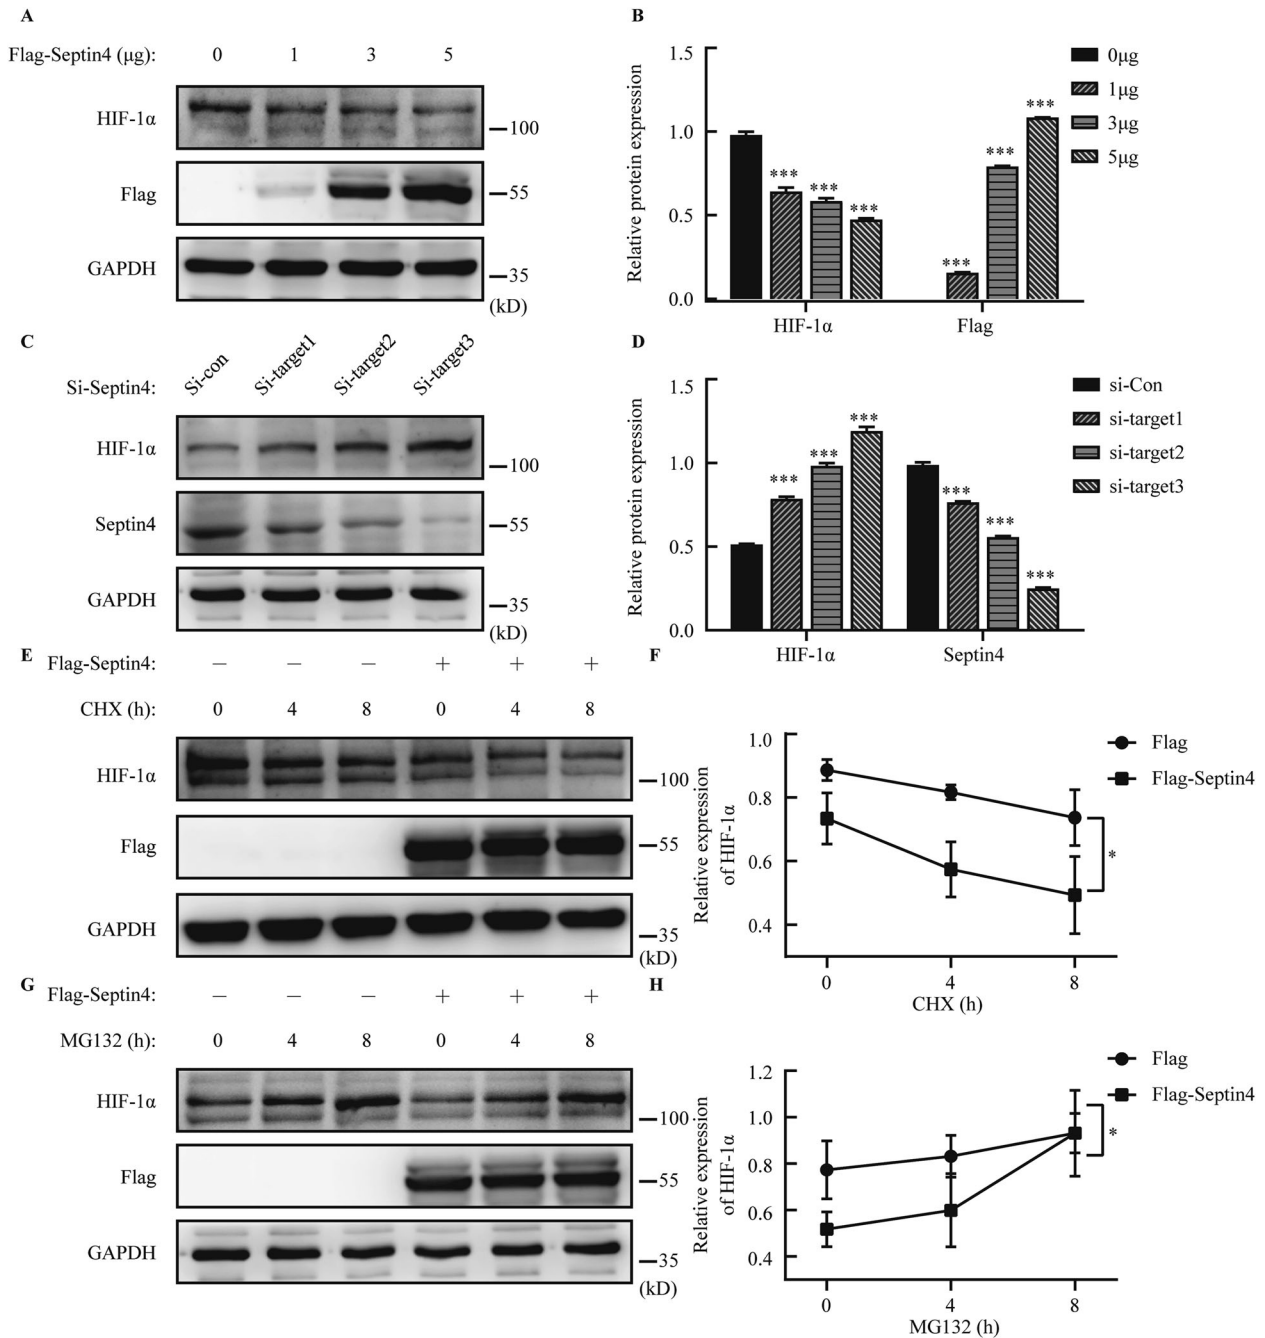 A
Flag-Septin4 (μg): 0 1 3 5
HIF-1α
100
Flag
55
GAPDH
35
(kD)
B
Relative protein expression
1.5
1.0
0.5
0.0
0μg
1μg
3μg
5μg
*** *** *** *** *** ***
HIF-1α Flag
C
Si-Septin4: Si-con Si-target1 Si-target2 Si-target3
HIF-1α
100
Septin4
55
GAPDH
35
(kD)
D
Relative protein expression
1.5
1.0
0.5
0.0
si-Con
si-target1
si-target2
si-target3
*** *** *** *** *** ***
HIF-1α Septin4
E
Flag-Septin4: − − − + + +
CHX (h): 0 4 8 0 4 8
HIF-1α
100
Flag
55
GAPDH
35
(kD)
F
Relative expression
of HIF-1α
1.0
0.8
0.6
0.4
Flag
Flag-Septin4
*
0 4 8
CHX (h)
G
Flag-Septin4: − − − + + +
MG132 (h): 0 4 8 0 4 8
HIF-1α
100
Flag
55
GAPDH
35
(kD)
H
Relative expression
of HIF-1α
1.2
1.0
0.8
0.6
0.4
Flag
Flag-Septin4
*
0 4 8
MG132 (h)